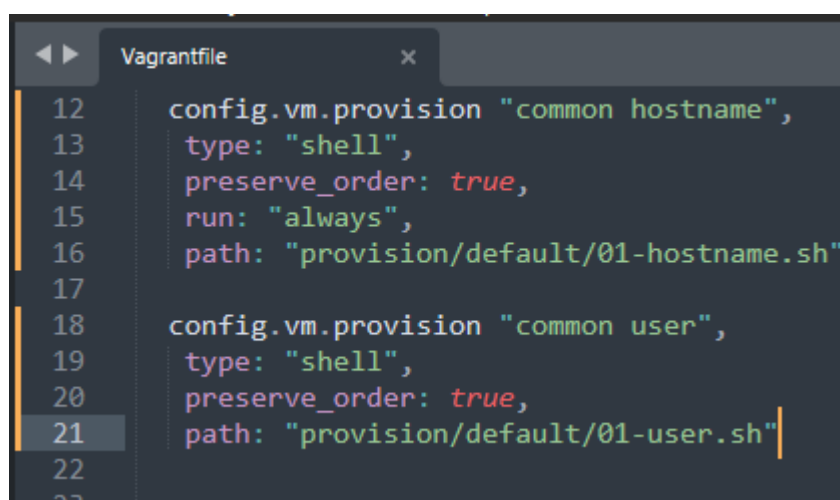 Vagrantfile ×
12 config.vm.provision "common hostname",
13 type: "shell",
14 preserve_order: true,
15 run: "always",
16 path: "provision/default/01-hostname.sh"
17
18 config.vm.provision "common user",
19 type: "shell",
20 preserve_order: true,
21 path: "provision/default/01-user.sh"
22
23